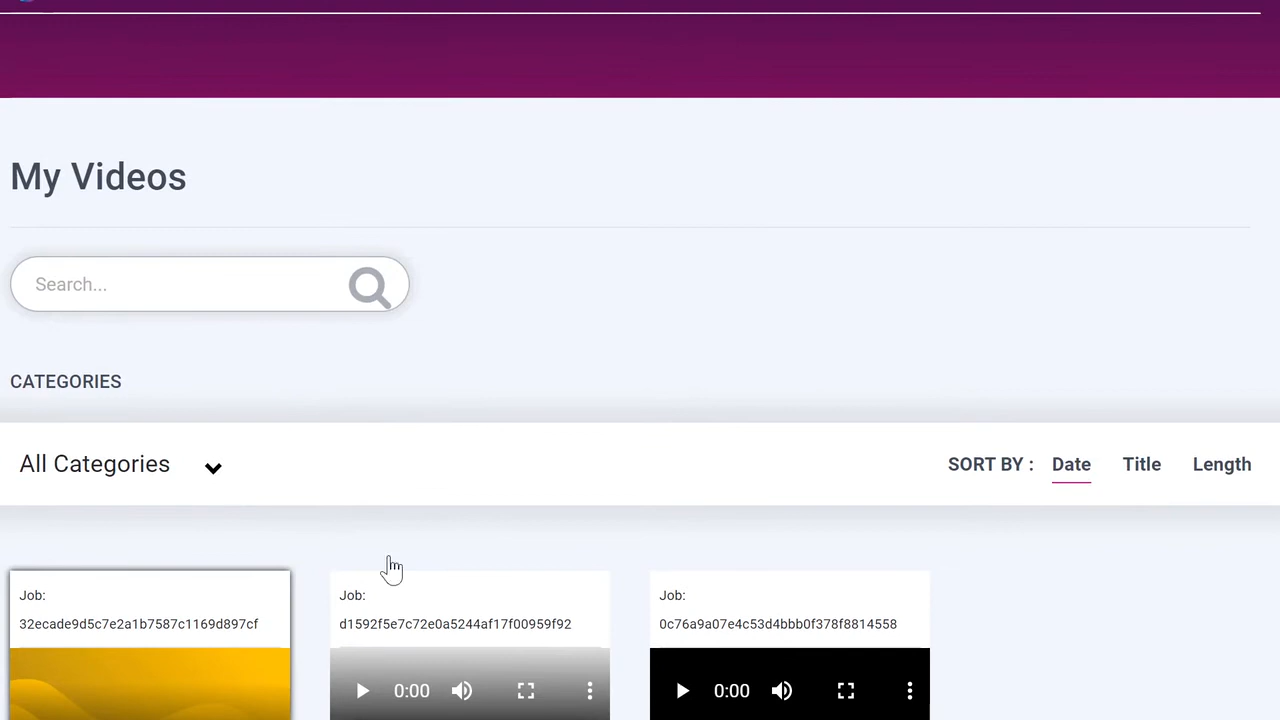 My Videos
Search...
CATEGORIES
All Categories
SORT BY : Date Title Length
Job:
32ecade9d5c7e2a1b7587c1169d897cf
Job:
d1592f5e7c72e0a5244af17f00959f92
Job:
0c76a9a07e4c53d4bbb0f378f8814558
0:00
0:00